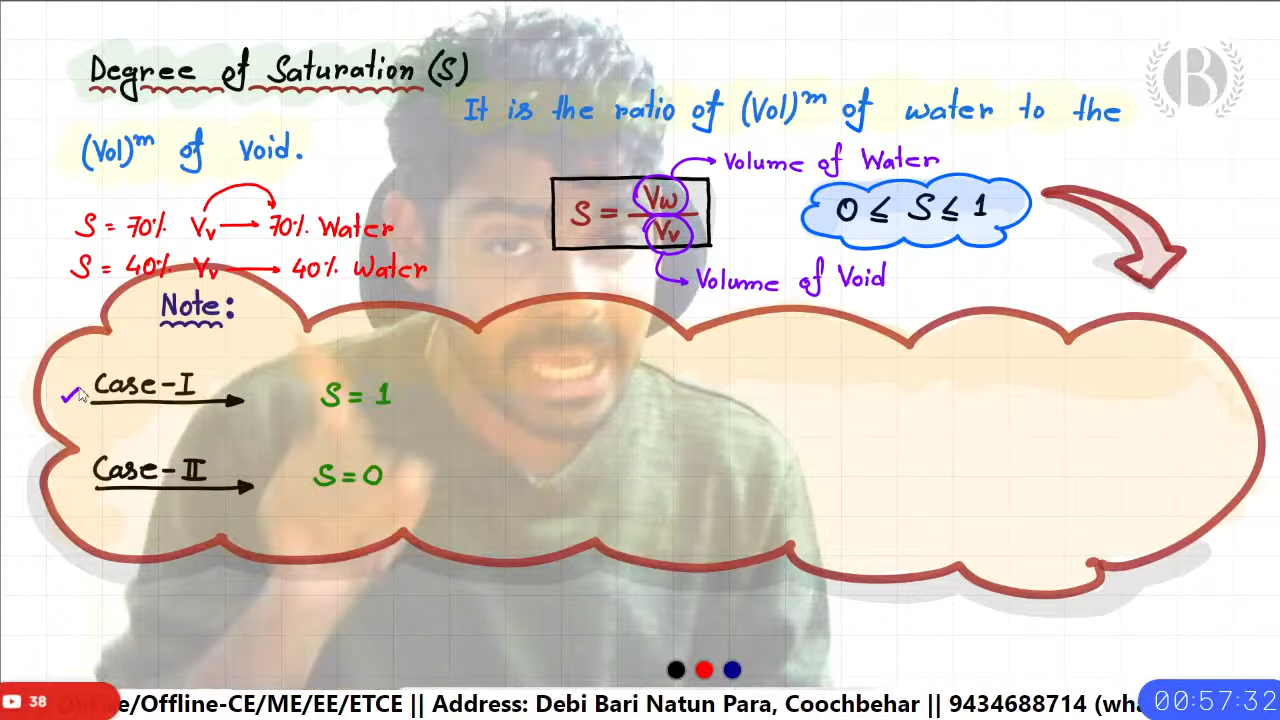 Degree of Saturation (S)
It is the ratio of (Vol)ᵐ of water to the
(Vol)ᵐ of Void.
Volume of Water
S = Vw/Vv
0 ≤ S ≤ 1
Volume of Void
S = 70% Vv → 70% Water
S = 40% Vv → 40% Water
Note:
Case-I S = 1
Case-II S = 0
B
38
/Offline-CE/ME/EE/ETCE || Address: Debi Bari Natun Para, Coochbehar || 9434688714 (wha
00:57:32